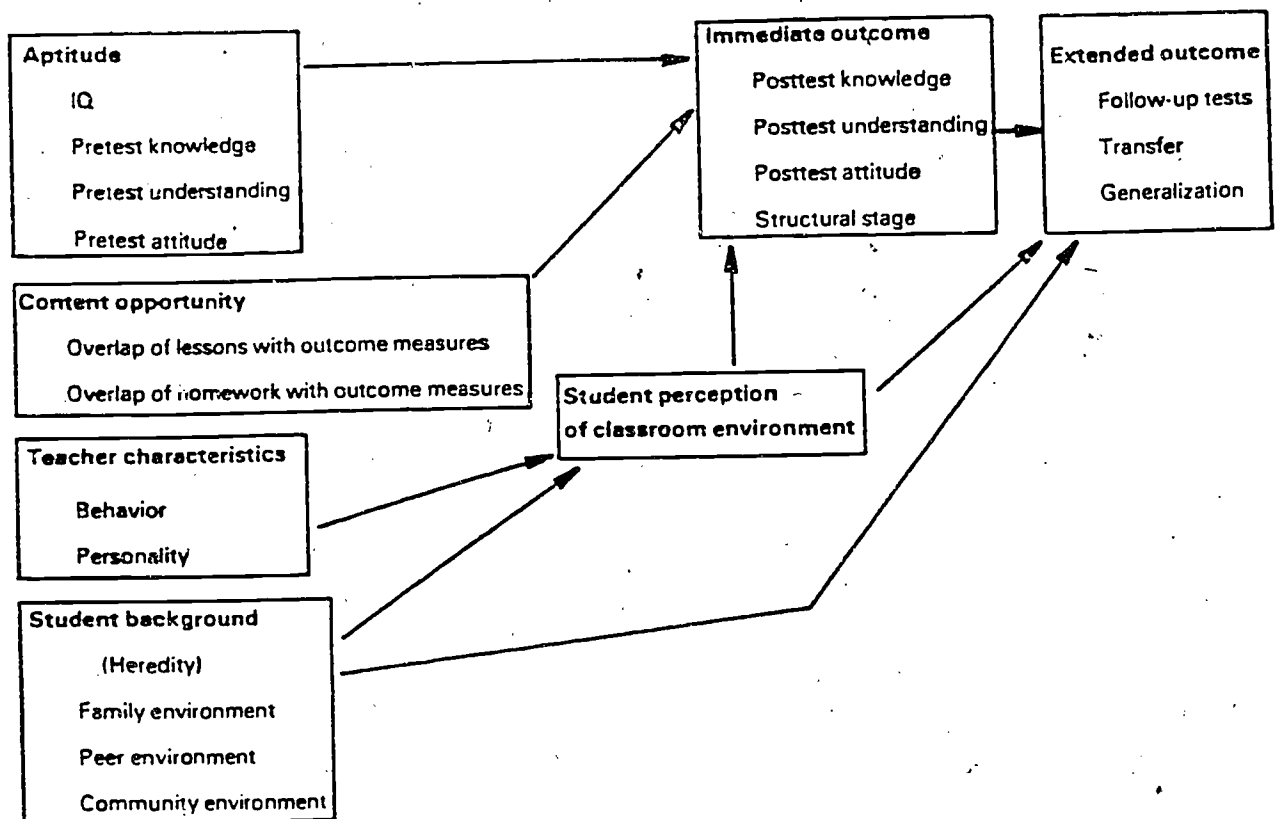 Aptitude
IQ
Pretest knowledge
Pretest understanding
Pretest attitude
Content opportunity
Overlap of lessons with outcome measures
Overlap of homework with outcome measures
Teacher characteristics
Behavior
Personality
Student background
(Heredity)
Family environment
Peer environment
Community environment
Student perception
of classroom environment
Immediate outcome
Posttest knowledge
Posttest understanding
Posttest attitude
Structural stage
Extended outcome
Follow-up tests
Transfer
Generalization